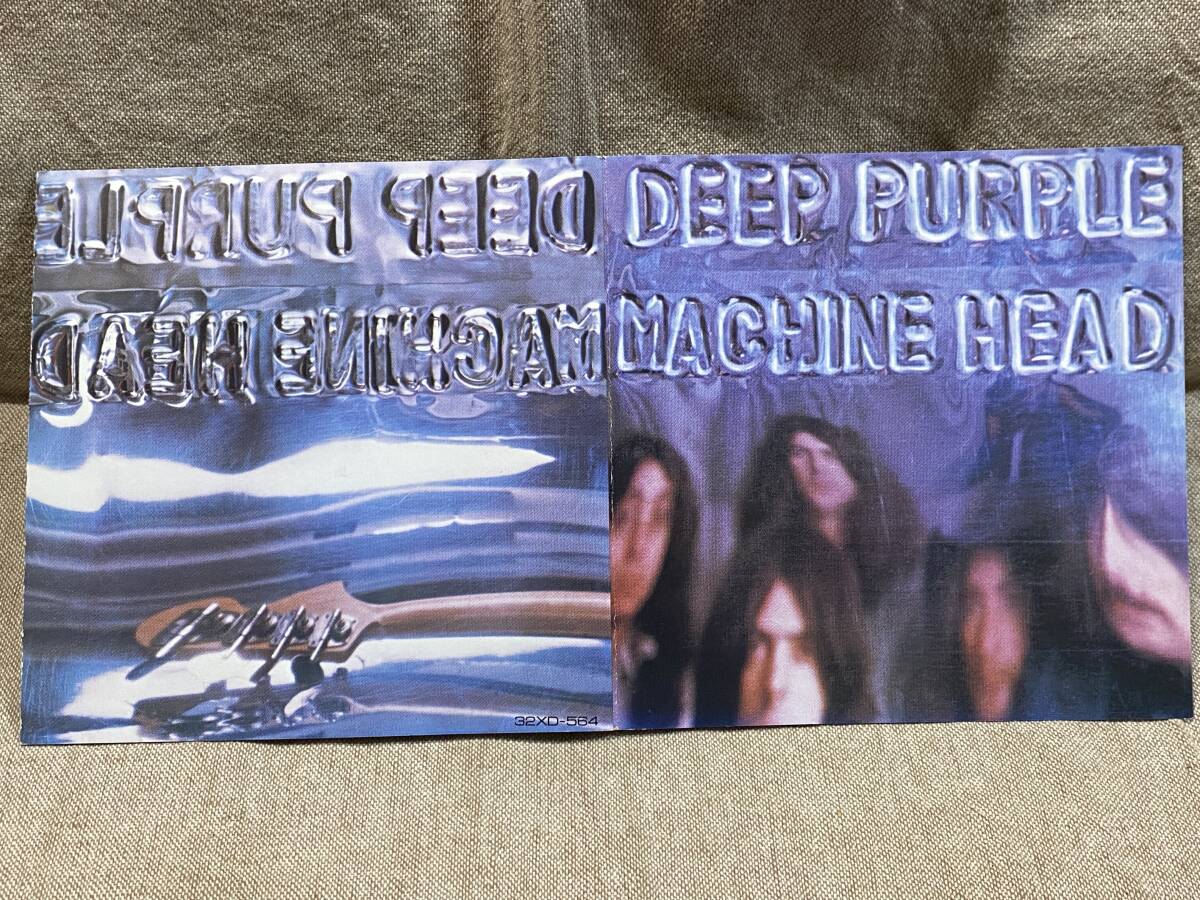 DEEP PURPLE
MACHINE HEAD
32XD-564
DEEP PURPLE
MACHINE HEAD